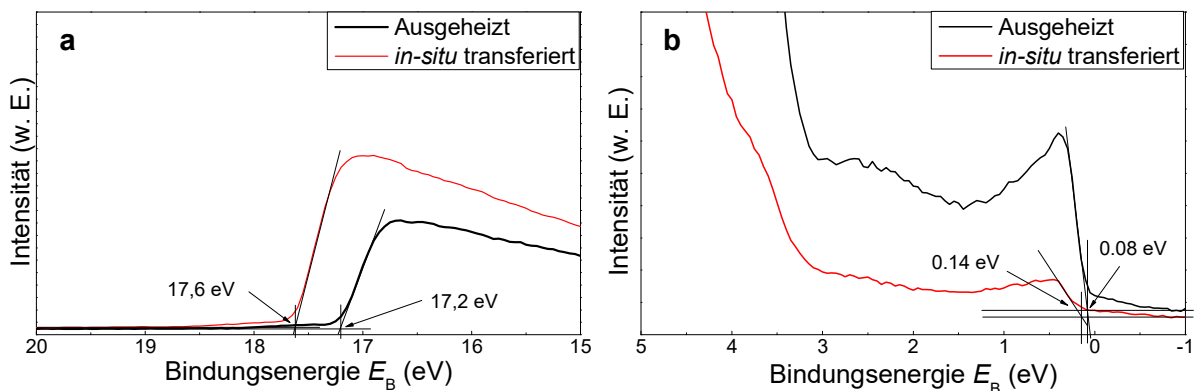 a
Ausgeheizt
in-situ transferiert
Intensität (w. E.)
17,6 eV
17,2 eV
20 19 18 17 16 15
Bindungsenergie E_B (eV)
b
Ausgeheizt
in-situ transferiert
Intensität (w. E.)
0.14 eV
0.08 eV
5 4 3 2 1 0 -1
Bindungsenergie E_B (eV)